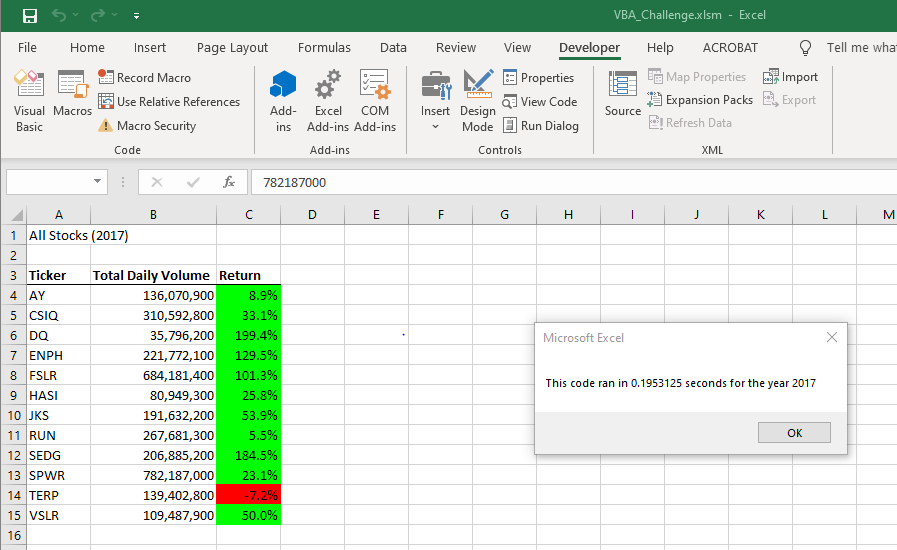 VBA_Challenge.xlsm - Excel
File Home Insert Page Layout Formulas Data Review View Developer Help ACROBAT Tell me what
Visual Basic
Macros
Record Macro
Use Relative References
Macro Security
Code
Add-ins
Excel Add-ins
COM Add-ins
Add-ins
Insert
Design Mode
Properties
View Code
Run Dialog
Controls
Source
Map Properties
Expansion Packs
Refresh Data
Import
Export
XML
fx 782187000
A B C D E F G H I J K L M
1 All Stocks (2017)
2
3 Ticker Total Daily Volume Return
4 AY 136,070,900 8.9%
5 CSIQ 310,592,800 33.1%
6 DQ 35,796,200 199.4%
7 ENPH 221,772,100 129.5%
8 FSLR 684,181,400 101.3%
9 HASI 80,949,300 25.8%
10 JKS 191,632,200 53.9%
11 RUN 267,681,300 5.5%
12 SEDG 206,885,200 184.5%
13 SPWR 782,187,000 23.1%
14 TERP 139,402,800 -7.2%
15 VSLR 109,487,900 50.0%
16
Microsoft Excel
This code ran in 0.1953125 seconds for the year 2017
OK